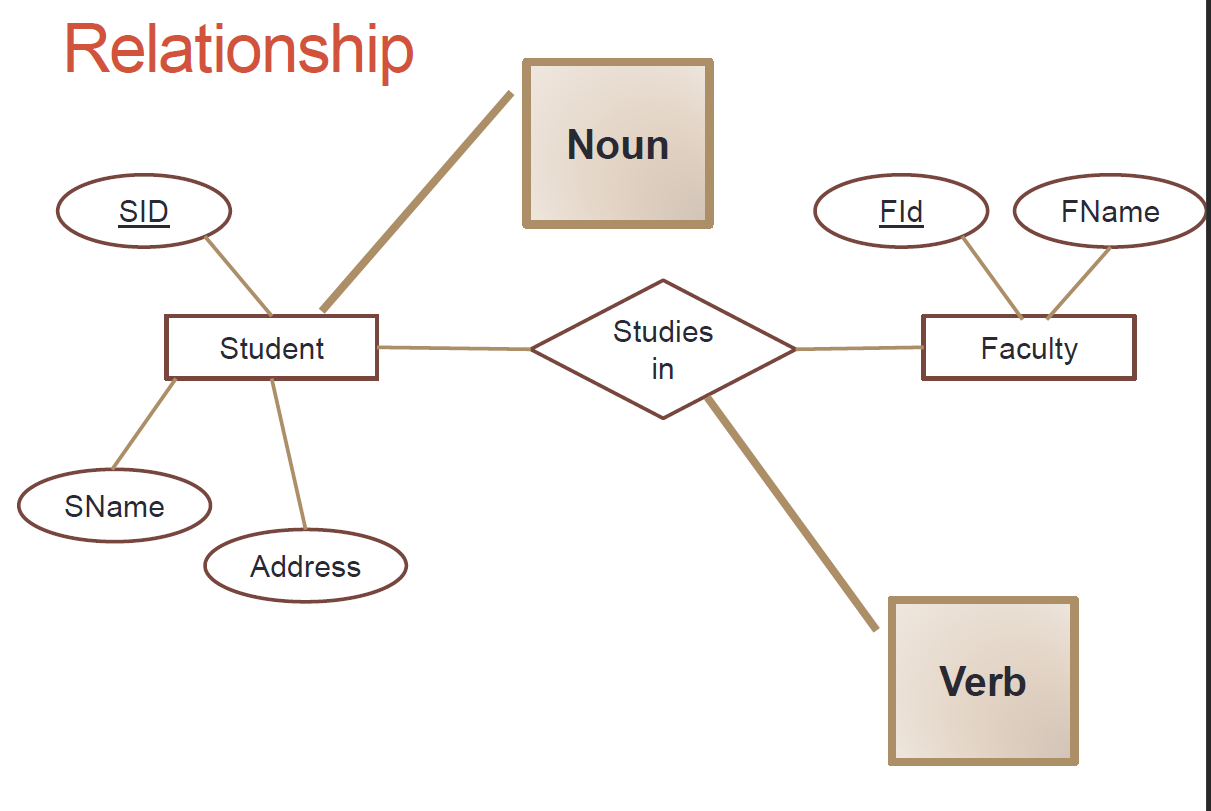 Relationship
Noun
SID
FId
FName
Student
Studies
in
Faculty
SName
Address
Verb